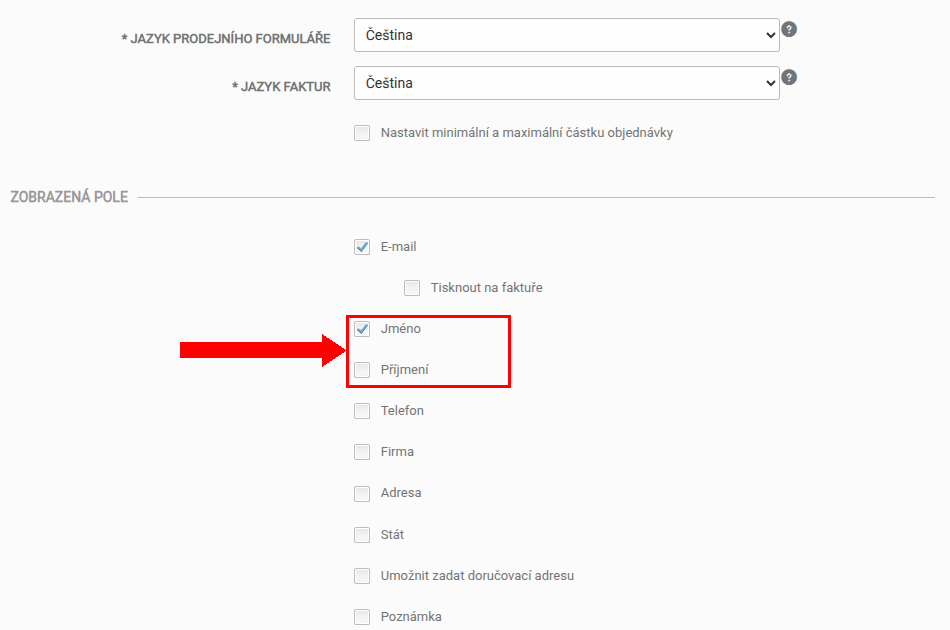 * JAZYK PRODEJNÍHO FORMULÁŘE
Čeština
?
* JAZYK FAKTUR
Čeština
?
Nastavit minimální a maximální částku objednávky
ZOBRAZENÁ POLE
E-mail
Tisknout na faktuře
Jméno
Příjmení
Telefon
Firma
Adresa
Stát
Umožnit zadat doručovací adresu
Poznámka